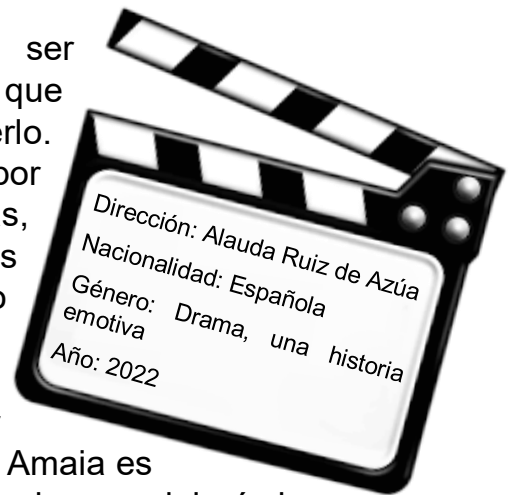 ser
que
por
Dirección: Alauda Ruiz de Azúa
Nacionalidad: Española
Género: Drama, una historia
emotiva
Año: 2022
Amaia es